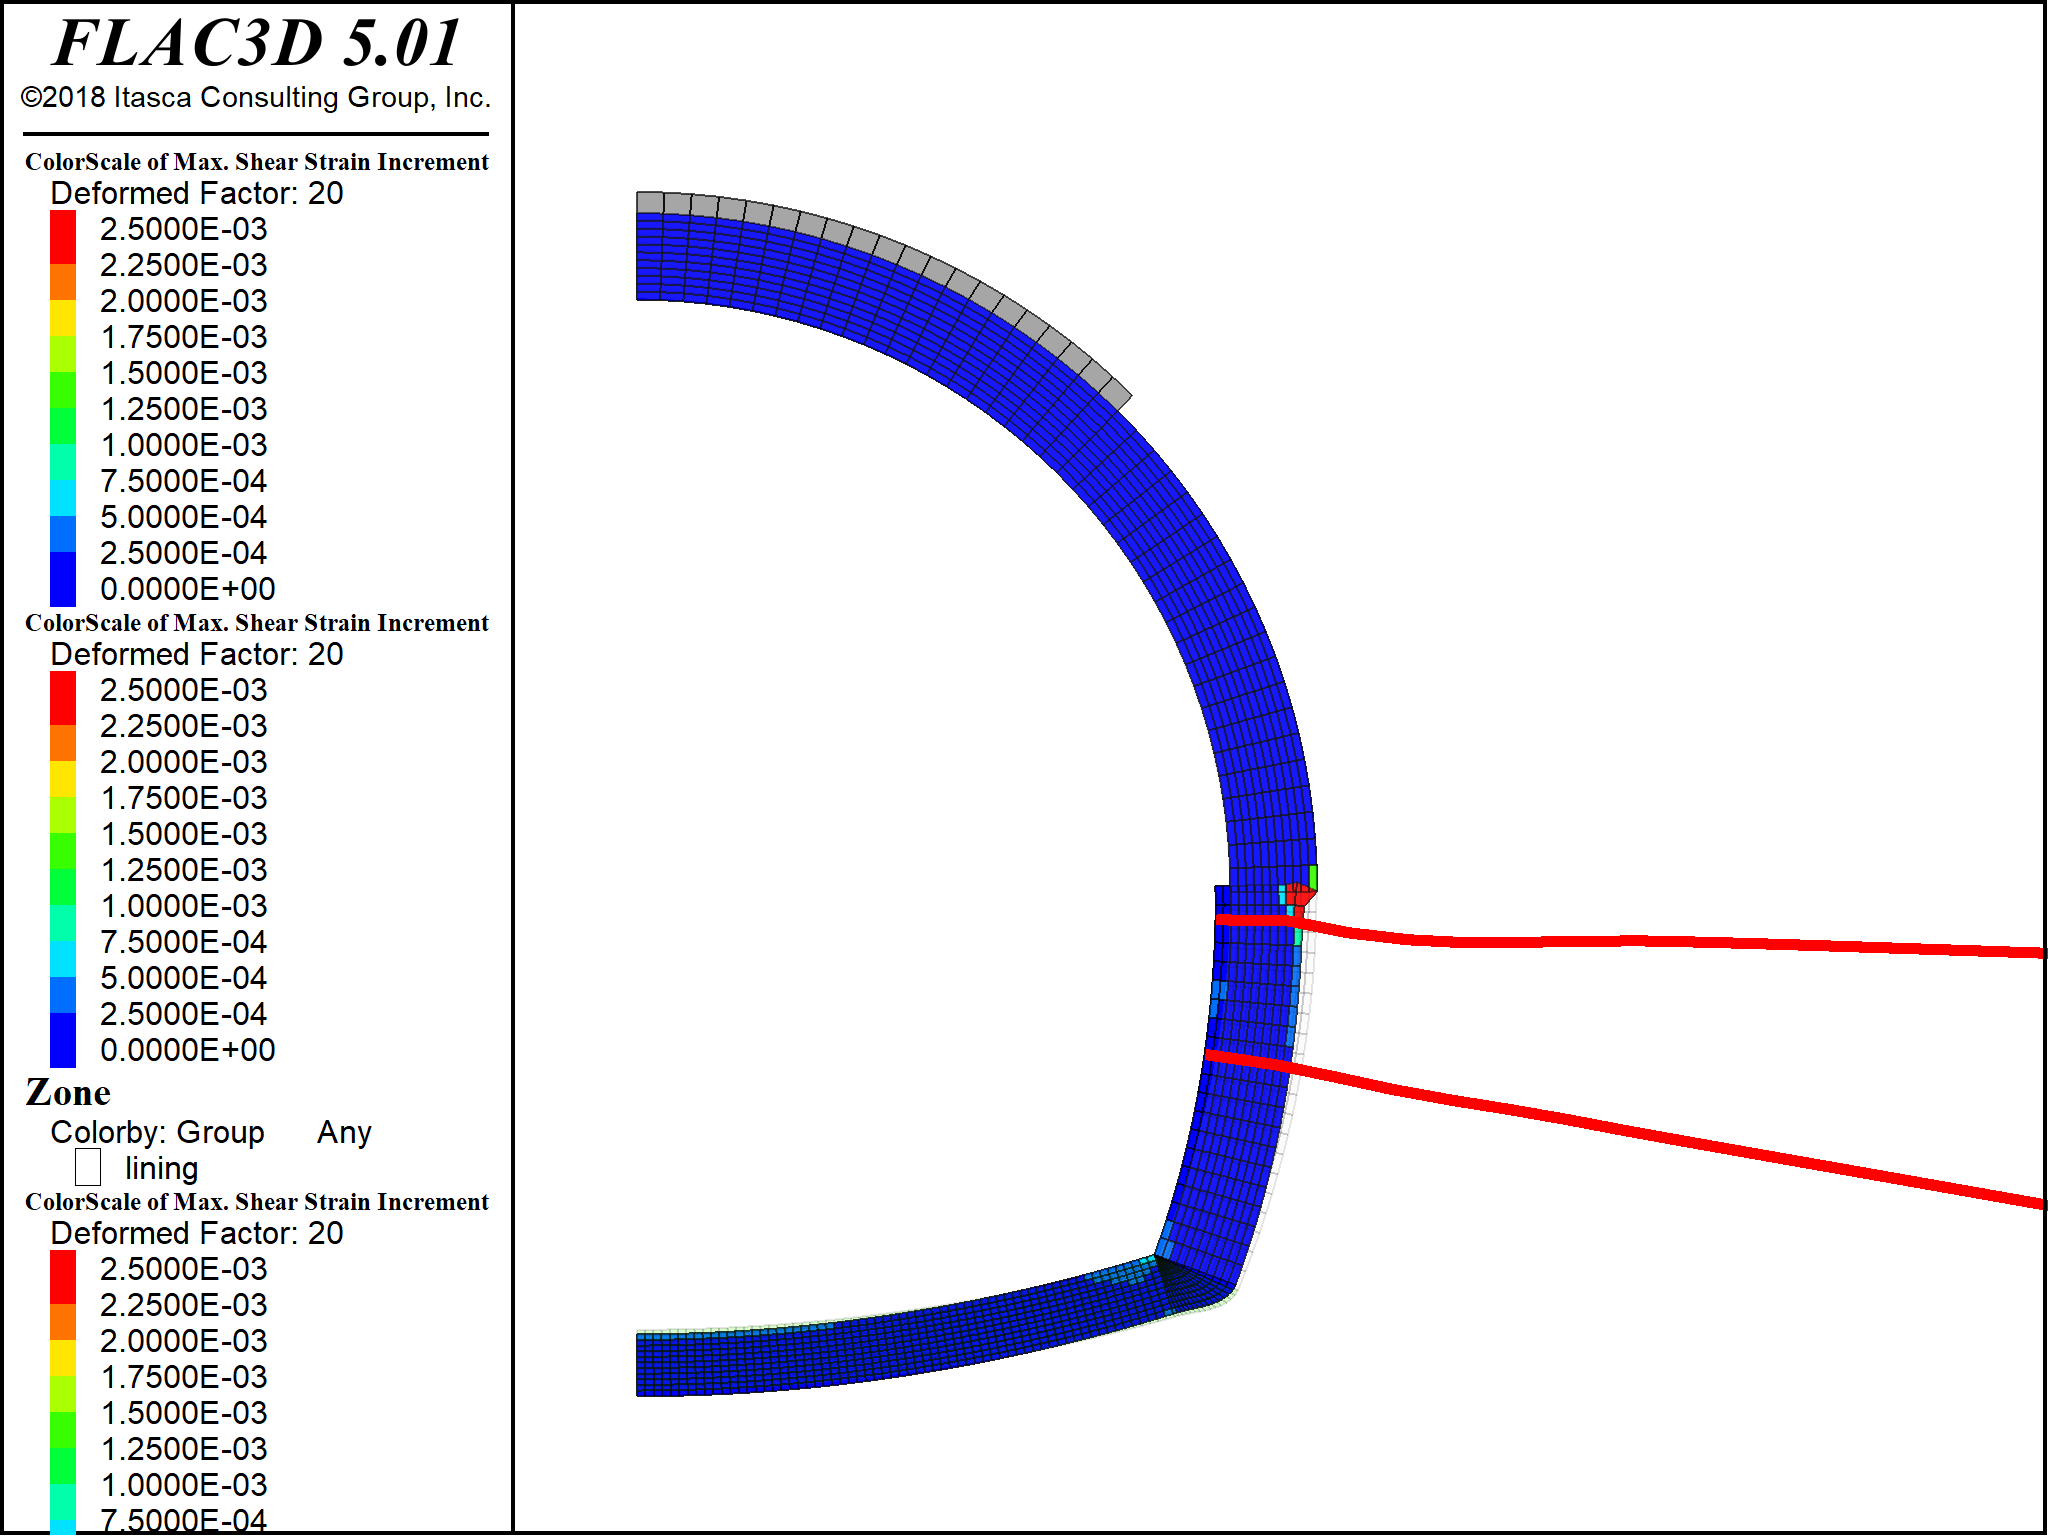 FLAC3D 5.01
©2018 Itasca Consulting Group, Inc.
ColorScale of Max. Shear Strain Increment
Deformed Factor: 20
2.5000E-03
2.2500E-03
2.0000E-03
1.7500E-03
1.5000E-03
1.2500E-03
1.0000E-03
7.5000E-04
5.0000E-04
2.5000E-04
0.0000E+00
ColorScale of Max. Shear Strain Increment
Deformed Factor: 20
2.5000E-03
2.2500E-03
2.0000E-03
1.7500E-03
1.5000E-03
1.2500E-03
1.0000E-03
7.5000E-04
5.0000E-04
2.5000E-04
0.0000E+00
Zone
Colorby: Group Any
lining
ColorScale of Max. Shear Strain Increment
Deformed Factor: 20
2.5000E-03
2.2500E-03
2.0000E-03
1.7500E-03
1.5000E-03
1.2500E-03
1.0000E-03
7.5000E-04